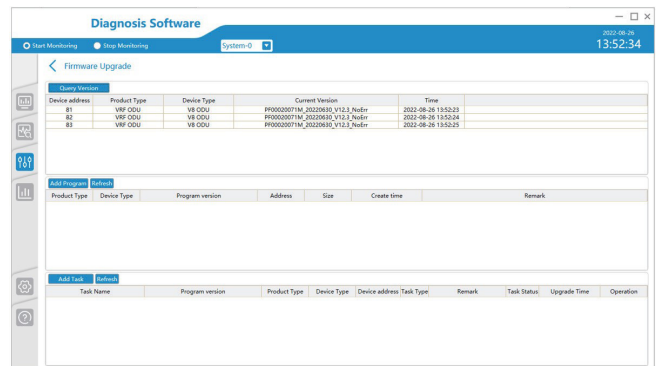 Diagnosis Software
2022-08-26
Start Monitoring Stop Monitoring System-0 13:52:34
Firmware Upgrade
Query Version
Device address Product Type Device Type Current Version Time
81 VRF ODU V8 ODU PF00020071M_20220630_V12.3_NoErr 2022-08-26 13:52:23
82 VRF ODU V8 ODU PF00020071M_20220630_V12.3_NoErr 2022-08-26 13:52:24
83 VRF ODU V8 ODU PF00020071M_20220630_V12.3_NoErr 2022-08-26 13:52:25
Add Program Refresh
Product Type Device Type Program version Address Size Create time Remark
Add Task Refresh
Task Name Program version Product Type Device Type Device address Task Type Remark Task Status Upgrade Time Operation